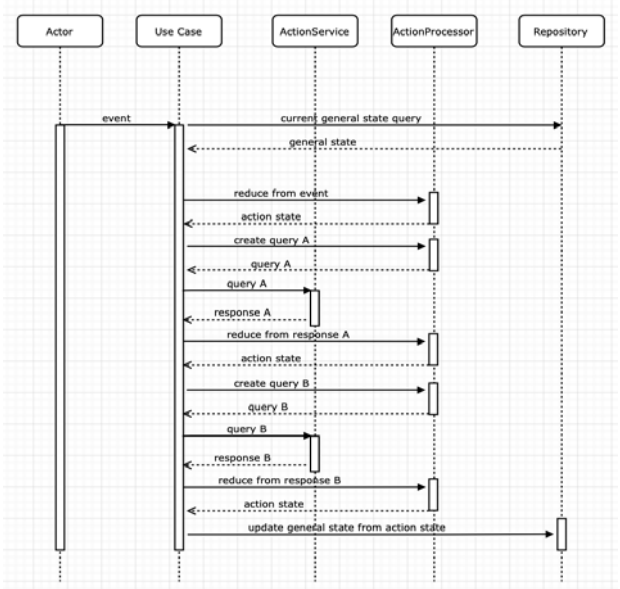 Actor
Use Case
ActionService
ActionProcessor
Repository
event
current general state query
general state
reduce from event
action state
create query A
query A
query A
response A
reduce from response A
action state
create query B
query B
query B
response B
reduce from response B
action state
update general state from action state